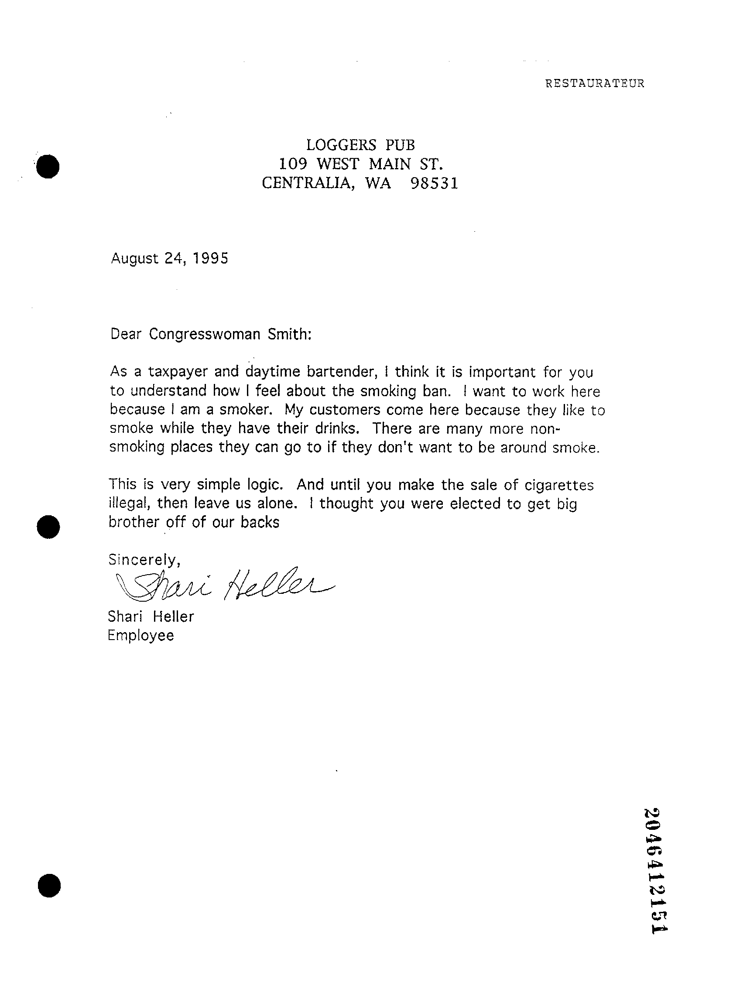 RESTAURATEUR
LOGGERS PUB
109 WEST MAIN ST.
CENTRALIA, WA 98531
August 24, 1995
Dear Congresswoman Smith:
As a taxpayer and daytime bartender, I think it is important for you
to understand how I feel about the smoking ban. I want to work here
because I am a smoker. My customers come here because they like to
smoke while they have their drinks. There are many more non-
smoking places they can go to if they don't want to be around smoke.
This is very simple logic. And until you make the sale of cigarettes
illegal, then leave us alone. I thought you were elected to get big
brother off of our backs
Sincerely,
Shari Heller
Shari Heller
Employee
2046412151